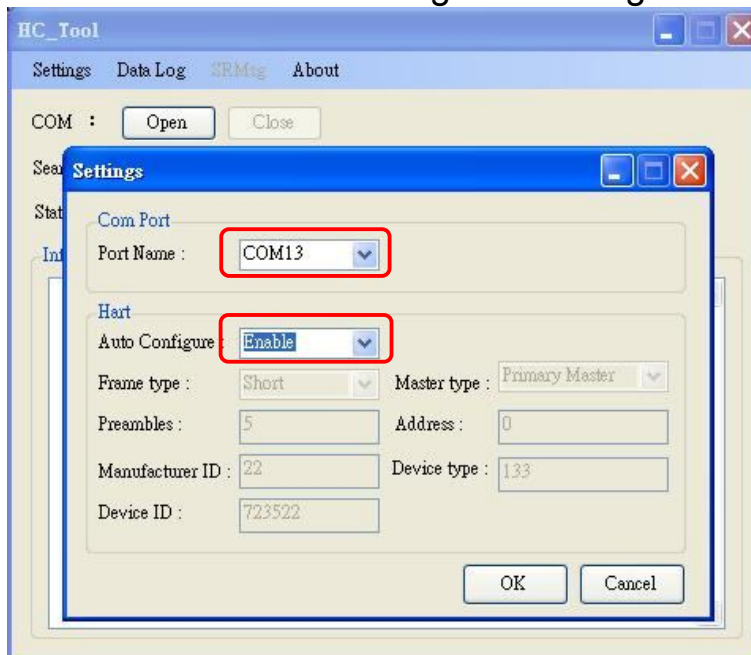 HC_Tool
Settings Data Log SRMtg About
COM : Open Close
Settings
Com Port
Port Name : COM13
Hart
Auto Configure : Enable
Frame type : Short Master type : Primary Master
Preambles : 5 Address : 0
Manufacturer ID : 22 Device type : 133
Device ID : 723522
OK Cancel